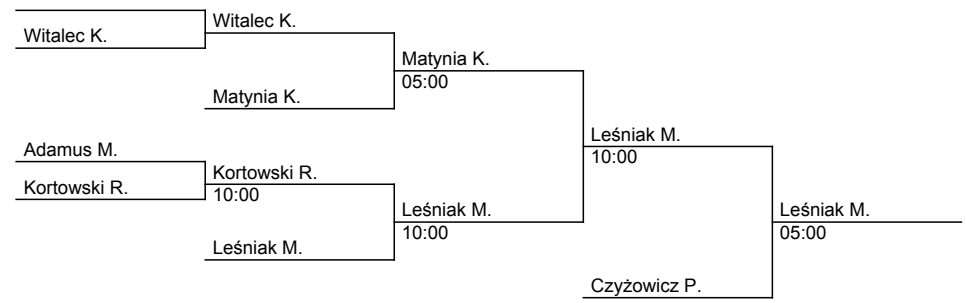 Witalec K.
Witalec K.
Matynia K.
Matynia K.
05:00
Adamus M.
Kortowski R.
Kortowski R.
10:00
Leśniak M.
Leśniak M.
10:00
Leśniak M.
10:00
Czyżowicz P.
Leśniak M.
05:00